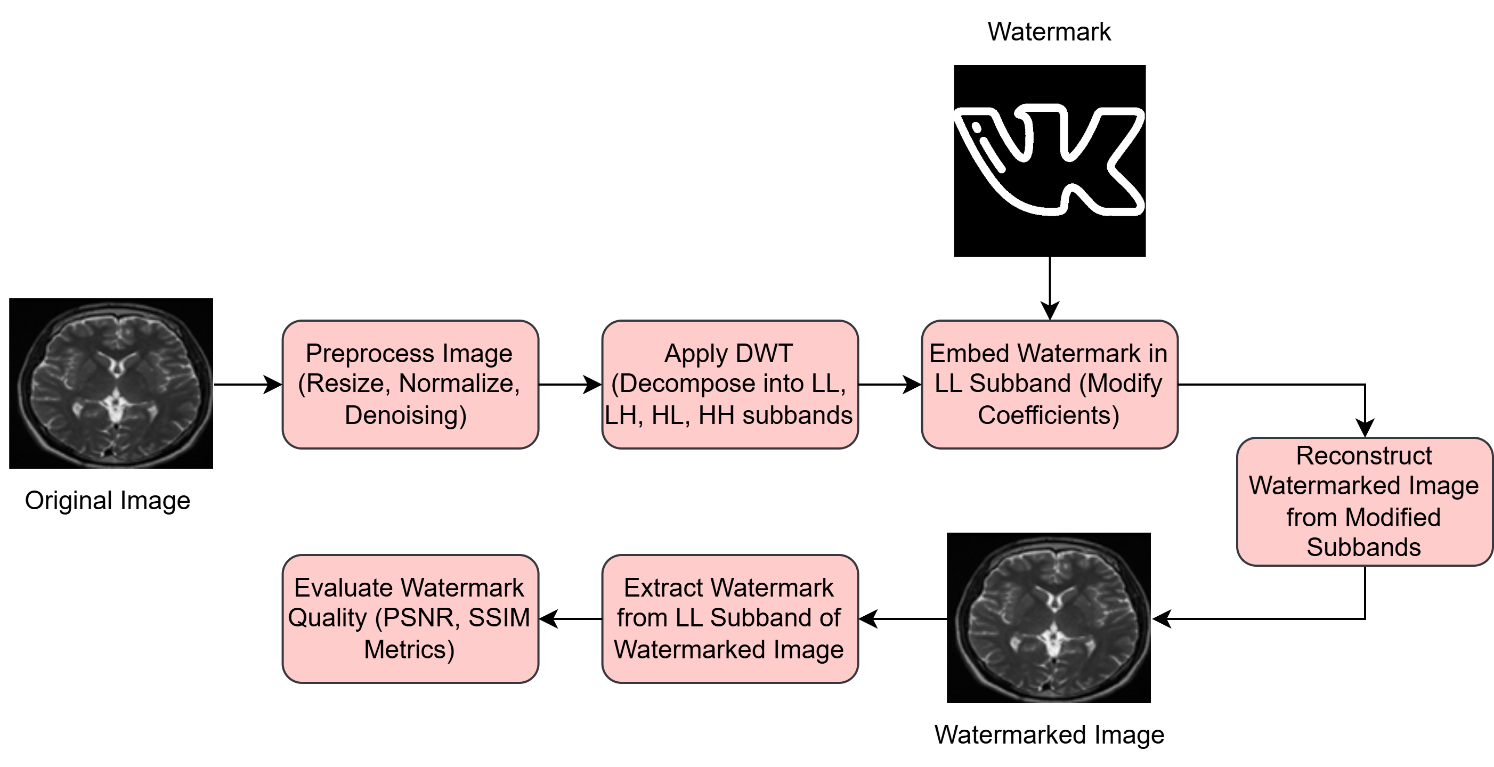 Watermark
Preprocess Image
(Resize, Normalize,
Denoising)
Apply DWT
(Decompose into LL,
LH, HL, HH subbands
Embed Watermark in
LL Subband (Modify
Coefficients)
Original Image
Reconstruct
Watermarked Image
from Modified
Subbands
Evaluate Watermark
Quality (PSNR, SSIM
Metrics)
Extract Watermark
from LL Subband of
Watermarked Image
Watermarked Image